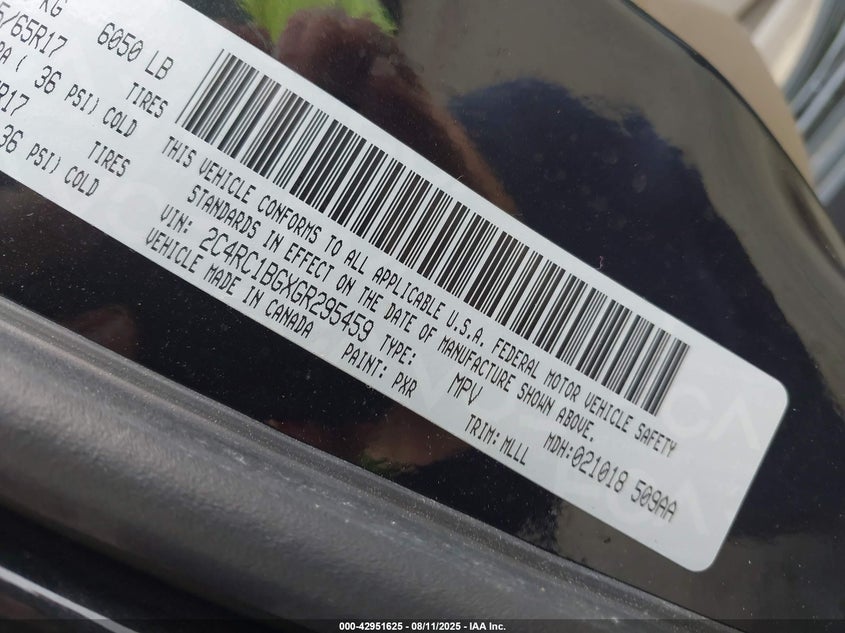 KG 6050 LB
/65R17 TIRES
RA ( 36 PSI) COLD
R17 TIRES
36 PSI) COLD
THIS VEHICLE CONFORMS TO ALL APPLICABLE U.S.A. FEDERAL MOTOR VEHICLE SAFETY
STANDARDS IN EFFECT ON THE DATE OF MANUFACTURE SHOWN ABOVE.
VIN: 2C4RC1BGXGR295459 TYPE: MPV MDH:021018 509AA
VEHICLE MADE IN CANADA PAINT: PXR TRIM: MLLL
000-42951625 - 08/11/2025 - IAA Inc.